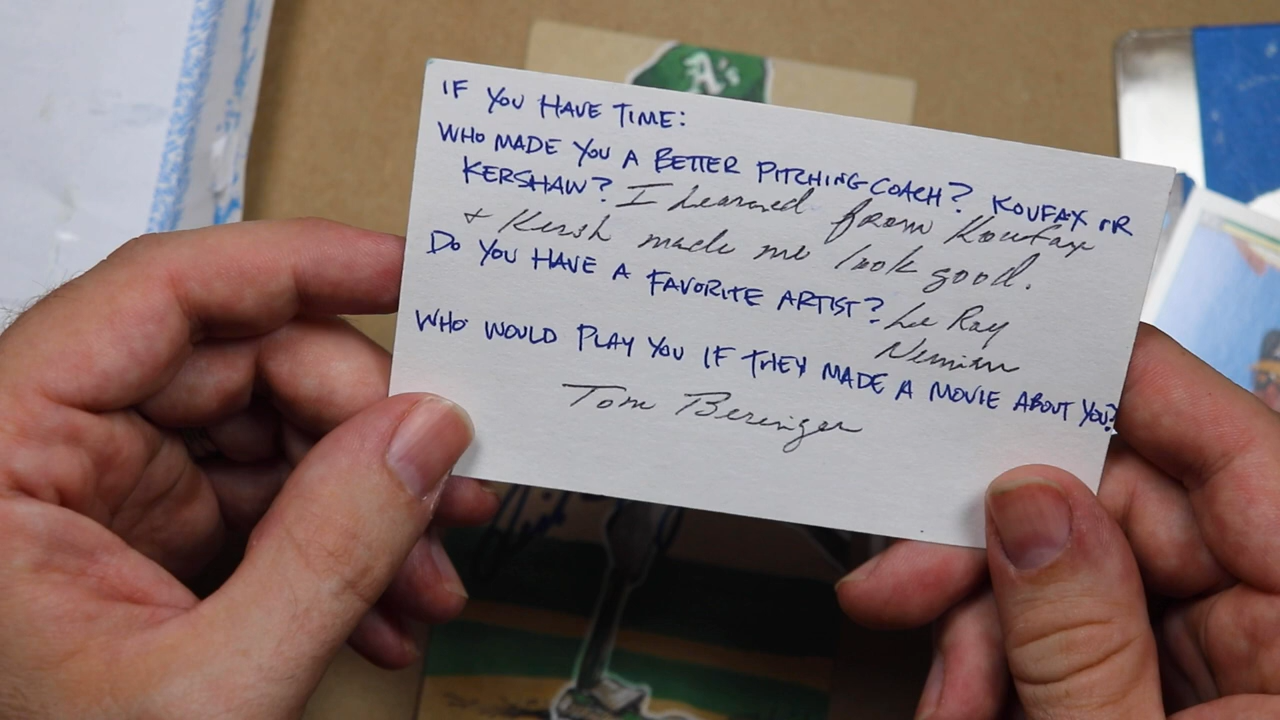 A's
IF YOU HAVE TIME:
WHO MADE YOU A BETTER PITCHING COACH? KOUFAX OR
KERSHAW? I learned from Koufax
+ Kersh made me look good.
DO YOU HAVE A FAVORITE ARTIST? Le Roy
Neiman
WHO WOULD PLAY YOU IF THEY MADE A MOVIE ABOUT YOU?
Tom Beringer